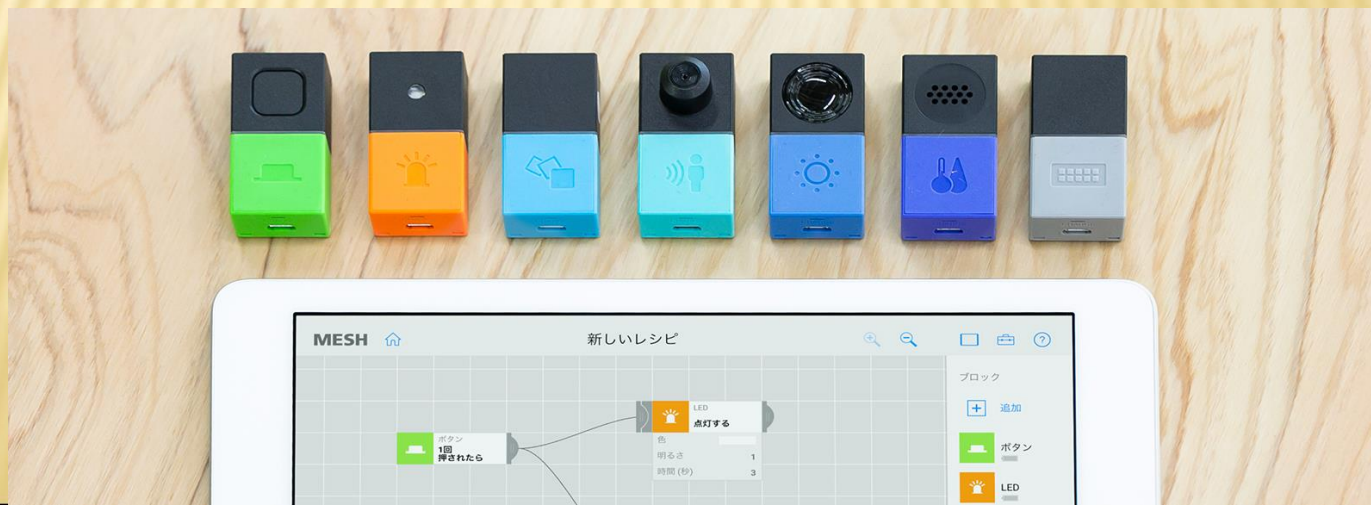 MESH
新しいレシピ
?
ブロック
+ 追加
ボタン
1回
押されたら
LED
点灯する
色
明るさ 1
時間 (秒) 3
ボタン
LED